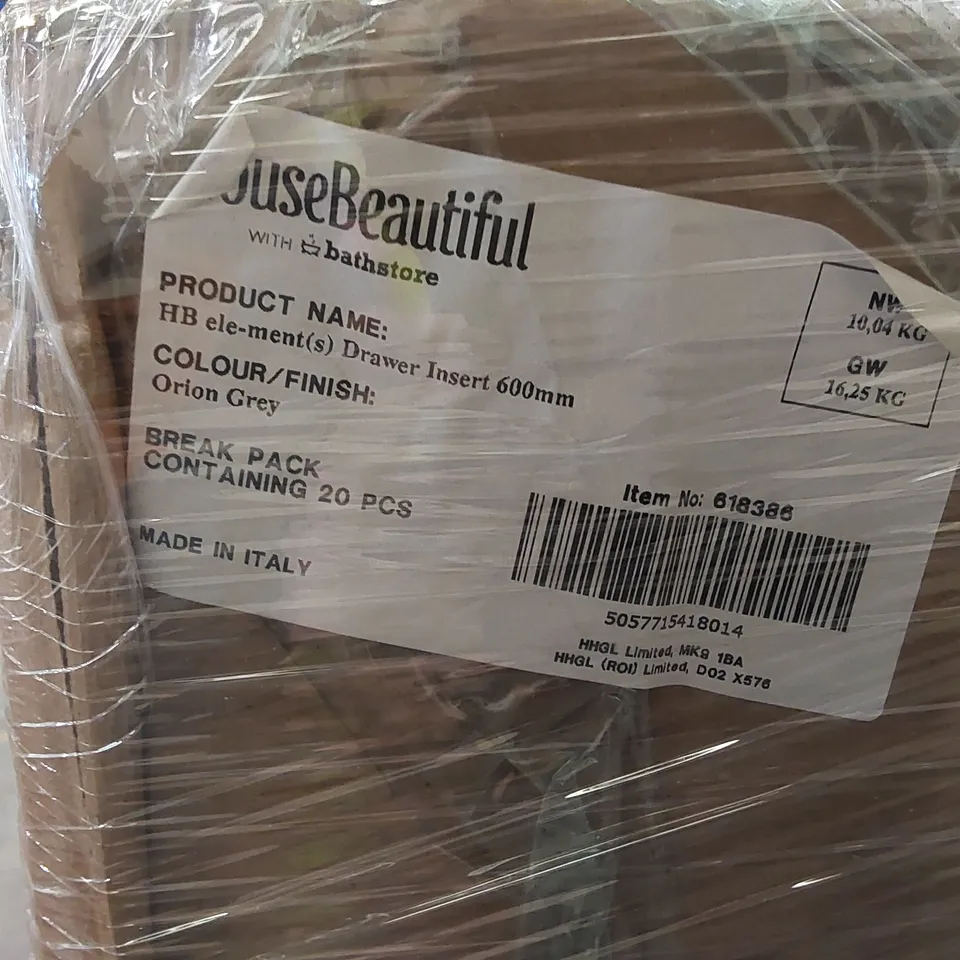 ouseBeautiful
WITH bathstore
PRODUCT NAME:
HB ele-ment(s) Drawer Insert 600mm
COLOUR/FINISH:
Orion Grey
BREAK PACK
CONTAINING 20 PCS
MADE IN ITALY
NW
10,04 KG
GW
16,25 KG
Item No: 618386
5057715418014
HHGL Limited, MK9 1BA
HHGL (ROI) Limited, D02 X576